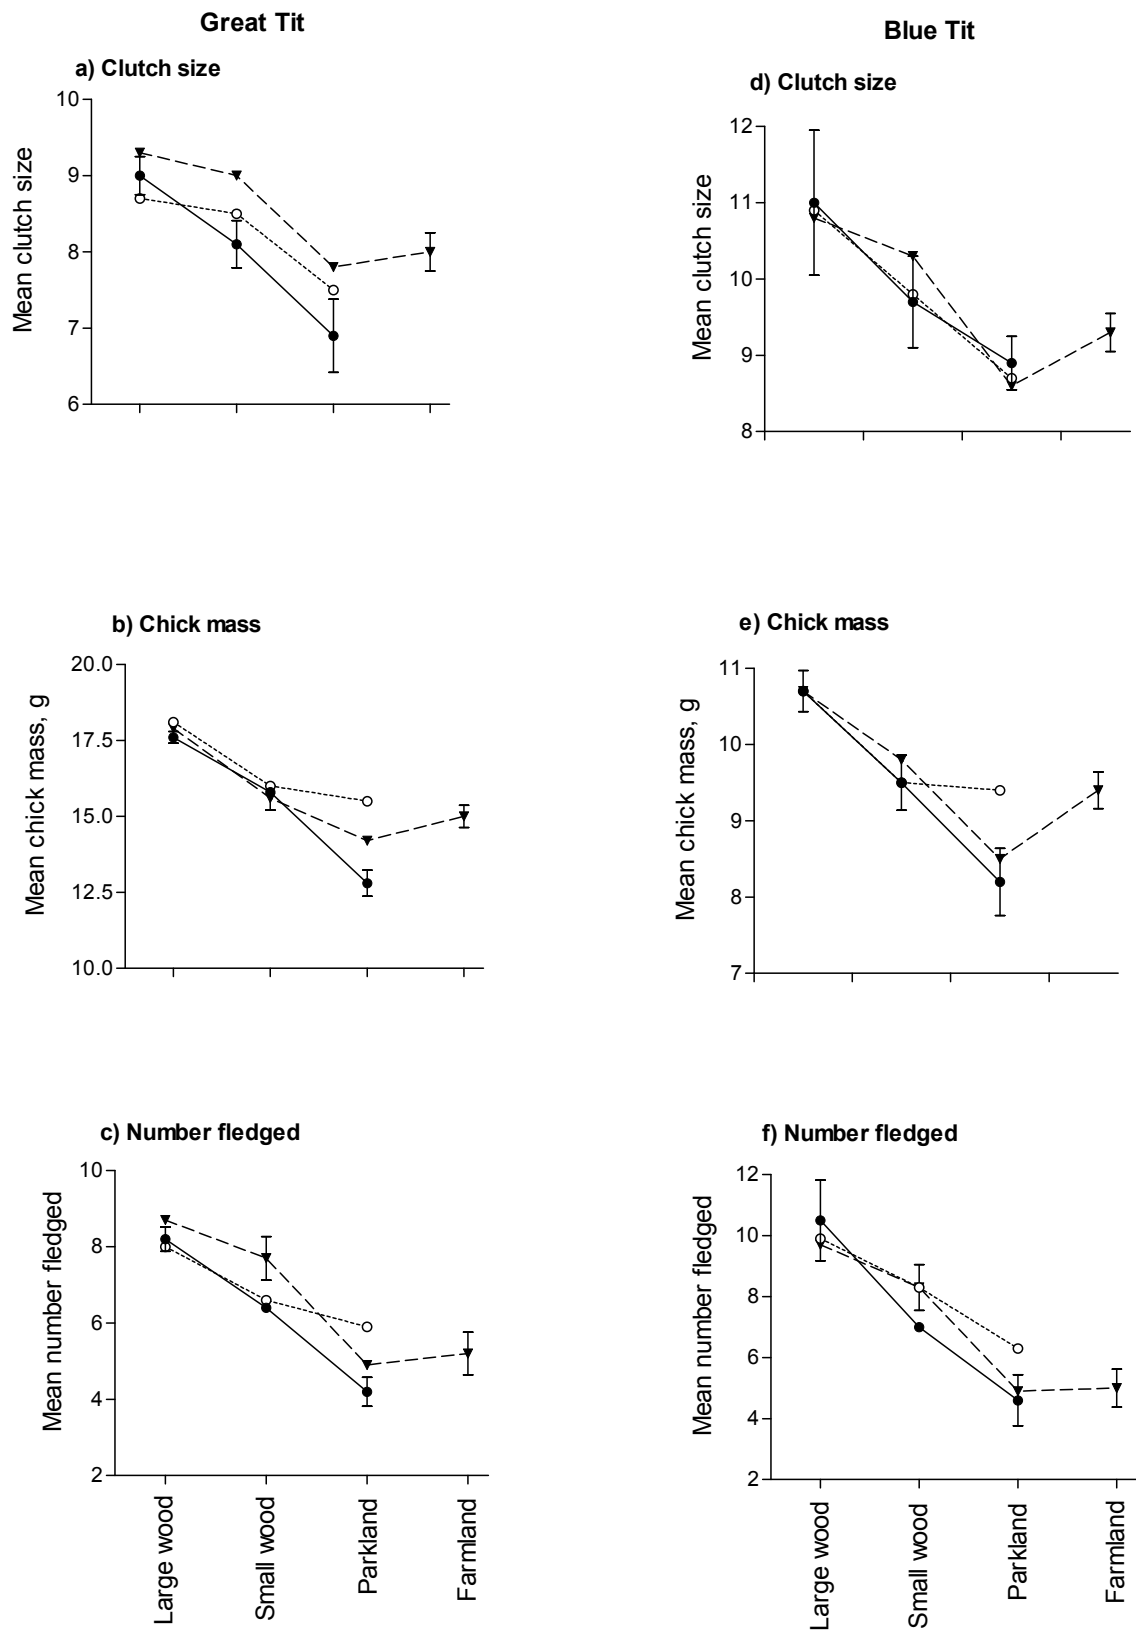 Great Tit
Blue Tit
a) Clutch size
10
9
8
7
6
Mean clutch size
d) Clutch size
12
11
10
9
8
Mean clutch size
b) Chick mass
20.0
17.5
15.0
12.5
10.0
Mean chick mass, g
e) Chick mass
11
10
9
8
7
Mean chick mass, g
c) Number fledged
10
8
6
4
2
Mean number fledged
Large wood
Small wood
Parkland
Farmland
f) Number fledged
12
10
8
6
4
2
Mean number fledged
Large wood
Small wood
Parkland
Farmland